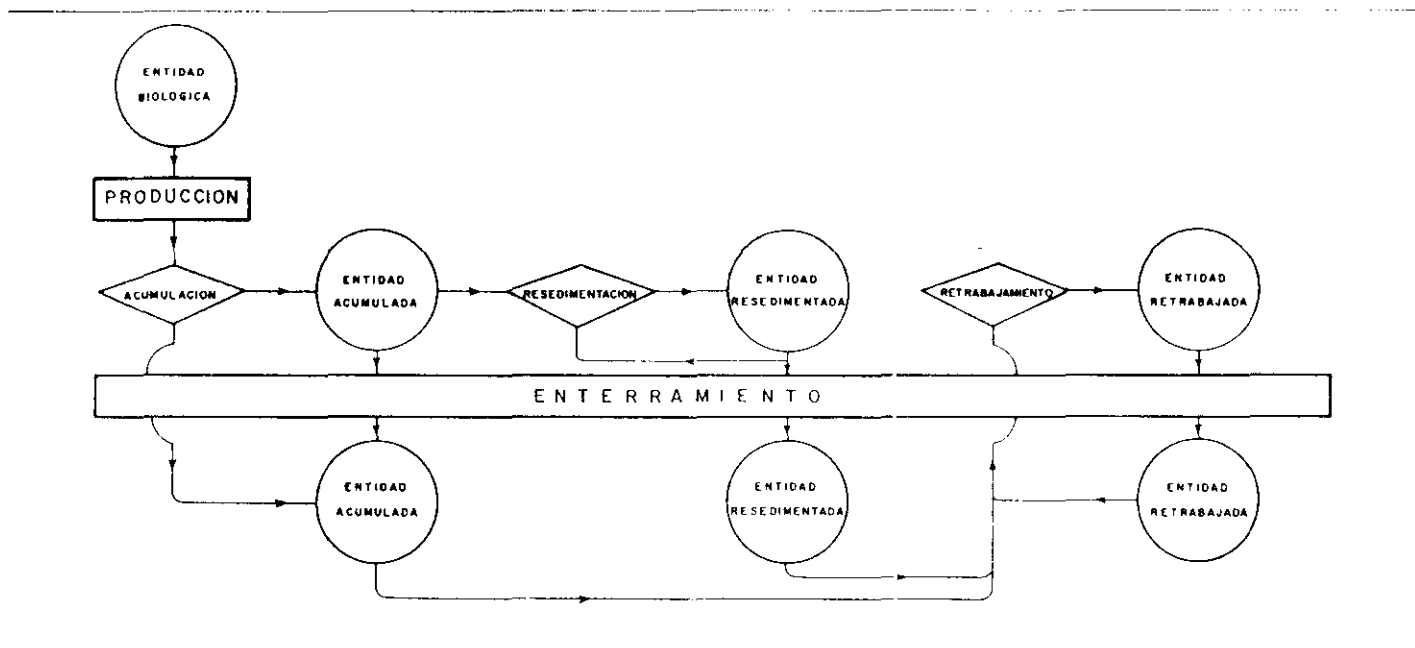 ENTIDAD
BIOLOGICA
PRODUCCION
ACUMULACION
ENTIDAD
ACUMULADA
RESEDIMENTACION
ENTIDAD
RESEDIMENTADA
RETRABAJAMIENTO
ENTIDAD
RETRABAJADA
ENTERRAMIENTO
ENTIDAD
ACUMULADA
ENTIDAD
RESEDIMENTADA
ENTIDAD
RETRABAJADA